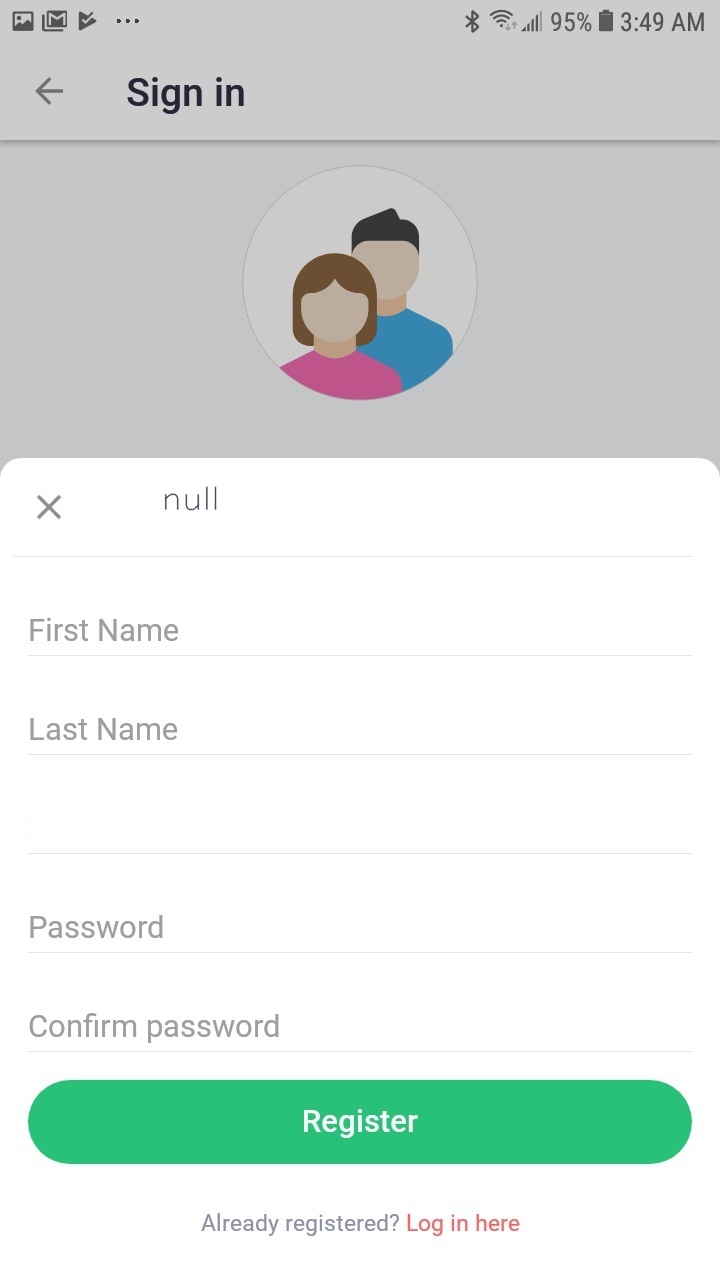 95% 3:49 AM
Sign in
null
First Name
Last Name
Password
Confirm password
Register
Already registered? Log in here